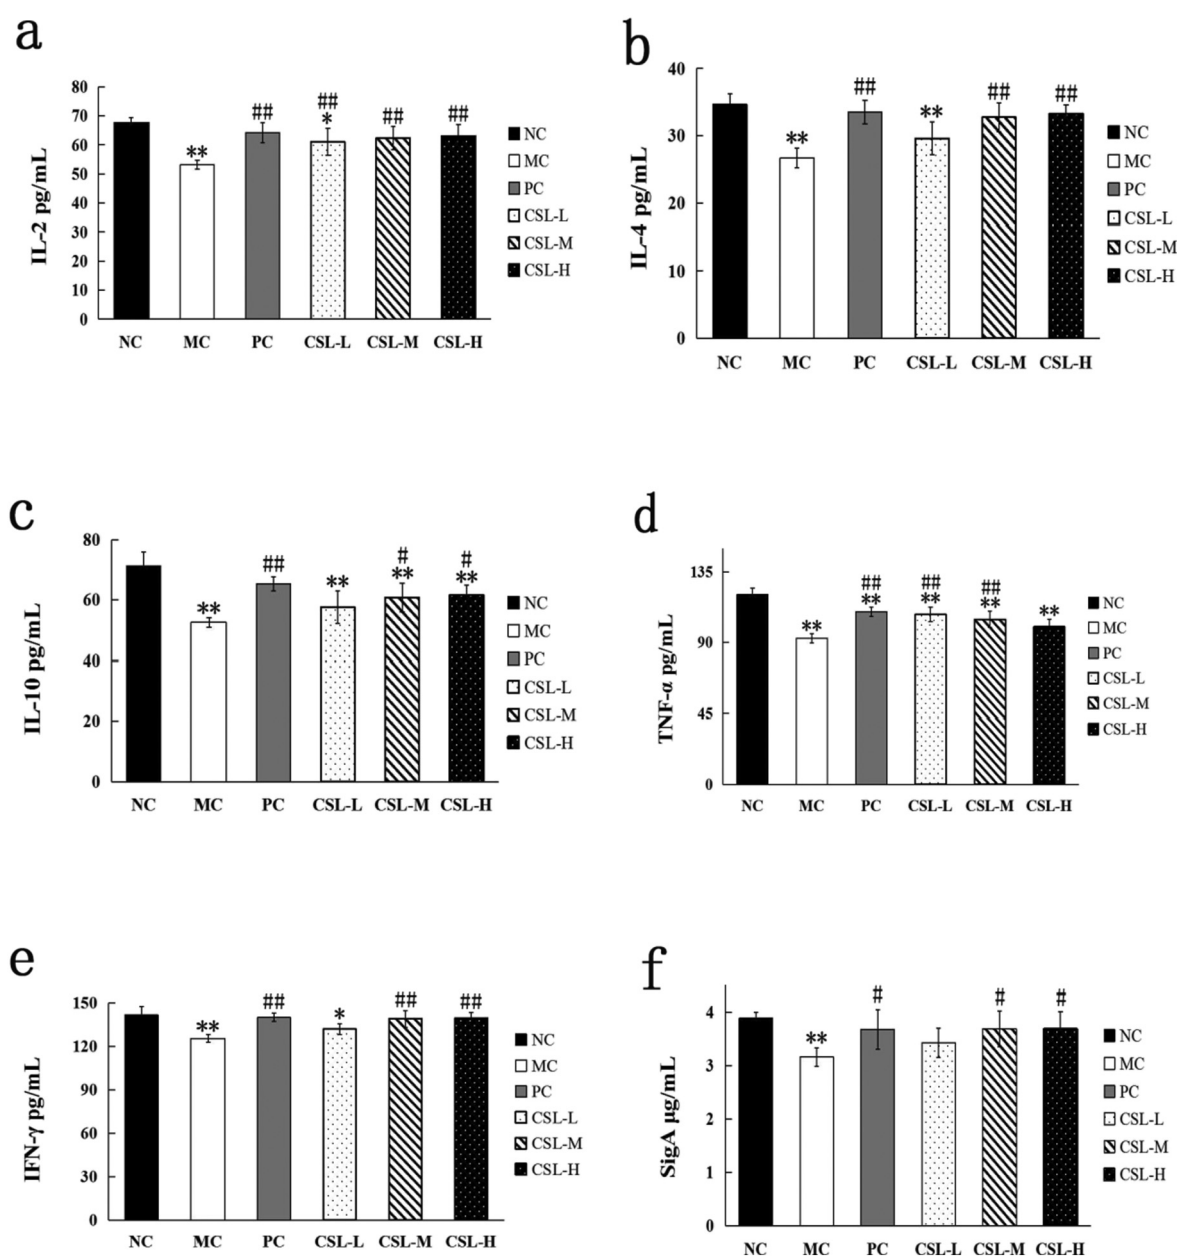 a
IL-2 pg/mL
80
70
60
50
40
30
20
10
0
**
##
##
*
##
##
NC MC PC CSL-L CSL-M CSL-H
NC
MC
PC
CSL-L
CSL-M
CSL-H
b
IL-4 pg/mL
40
30
20
10
0
**
##
**
##
##
NC MC PC CSL-L CSL-M CSL-H
NC
MC
PC
CSL-L
CSL-M
CSL-H
c
IL-10 pg/mL
80
60
40
20
0
**
##
**
#
**
#
**
NC MC PC CSL-L CSL-M CSL-H
NC
MC
PC
CSL-L
CSL-M
CSL-H
d
TNF-α pg/mL
135
90
45
0
**
##
**
##
**
##
**
**
NC MC PC CSL-L CSL-M CSL-H
NC
MC
PC
CSL-L
CSL-M
CSL-H
e
IFN-γ pg/mL
150
120
90
60
30
0
**
##
*
##
##
NC MC PC CSL-L CSL-M CSL-H
NC
MC
PC
CSL-L
CSL-M
CSL-H
f
SigA μg/mL
4
3
2
1
0
**
#
#
#
NC MC PC CSL-L CSL-M CSL-H
NC
MC
PC
CSL-L
CSL-M
CSL-H